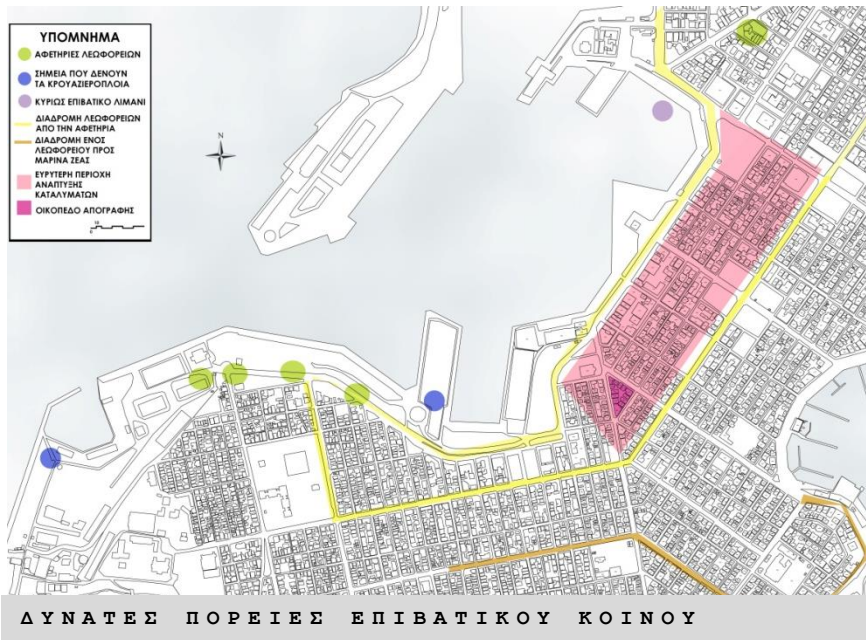 ΥΠΟΜΝΗΜΑ
ΑΦΕΤΗΡΙΕΣ ΛΕΩΦΟΡΕΙΩΝ
ΣΗΜΕΙΑ ΠΟΥ ΔΕΝΟΥΝ
ΤΑ ΚΡΟΥΑΖΙΕΡΟΠΛΟΙΑ
ΚΥΡΙΩΣ ΕΠΙΒΑΤΙΚΟ ΛΙΜΑΝΙ
ΔΙΑΔΡΟΜΗ ΛΕΩΦΟΡΕΙΩΝ
ΑΠΟ ΤΗΝ ΑΦΕΤΗΡΙΑ
ΔΙΑΔΡΟΜΗ ΕΝΟΣ
ΛΕΩΦΟΡΕΙΟΥ ΠΡΟΣ
ΜΑΡΙΝΑ ΖΕΑΣ
ΕΥΡΥΤΕΡΗ ΠΕΡΙΟΧΗ
ΑΝΑΠΤΥΞΗΣ
ΚΑΤΑΛΥΜΑΤΩΝ
ΟΙΚΟΠΕΔΟ ΑΠΟΓΡΑΦΗΣ
N
ΔΥΝΑΤΕΣ ΠΟΡΕΙΕΣ ΕΠΙΒΑΤΙΚΟΥ ΚΟΙΝΟΥ